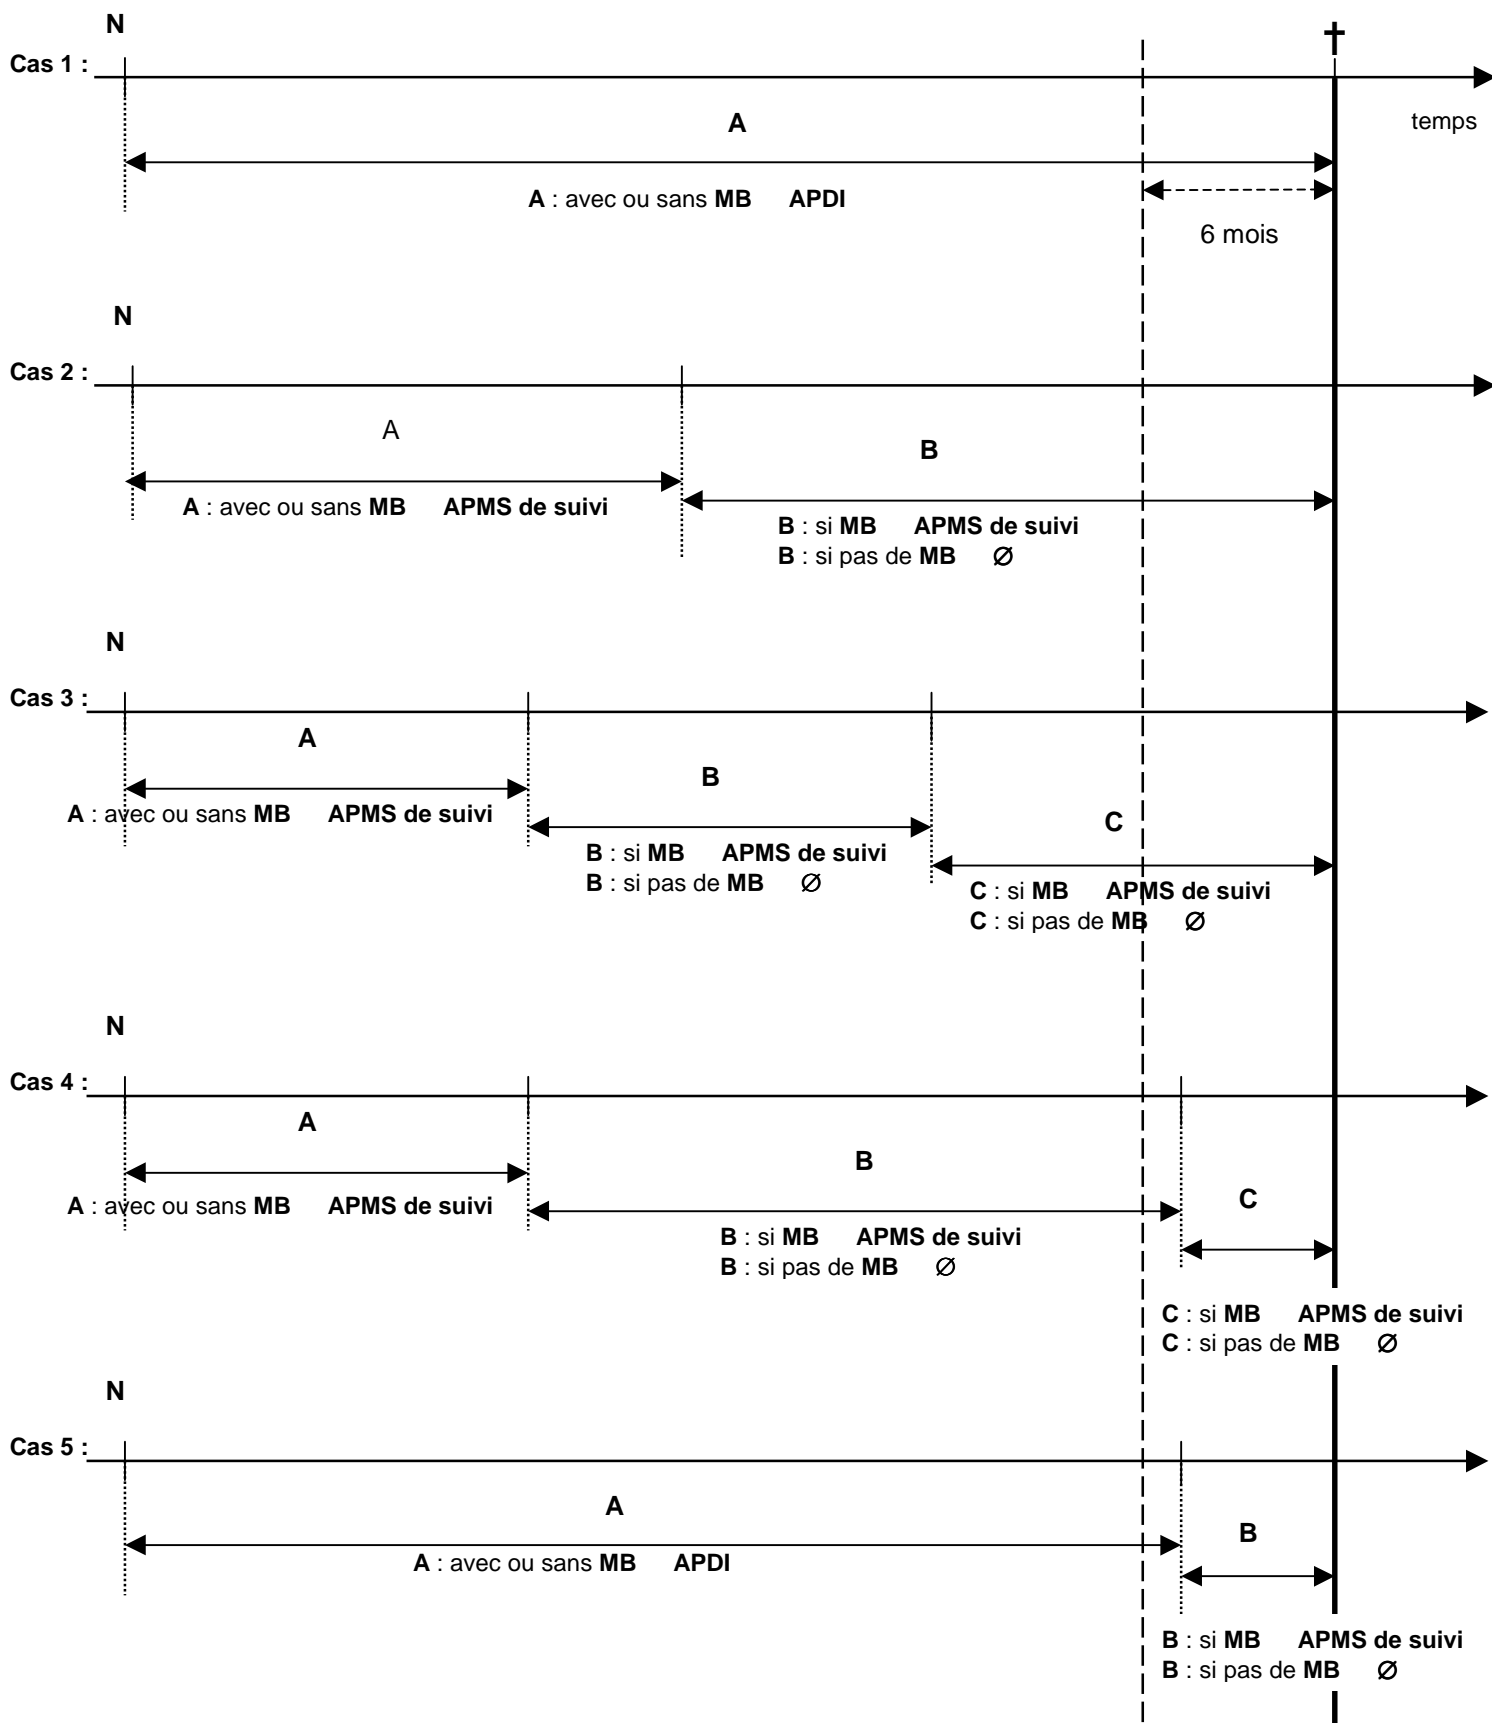 N
†
Cas 1 :
temps
A
A : avec ou sans MB APDI
6 mois
N
Cas 2 :
A
B
A : avec ou sans MB APMS de suivi
B : si MB APMS de suivi
B : si pas de MB Ø
N
Cas 3 :
A
B
A : avec ou sans MB APMS de suivi
C
B : si MB APMS de suivi
B : si pas de MB Ø
C : si MB APMS de suivi
C : si pas de MB Ø
N
Cas 4 :
A
B
A : avec ou sans MB APMS de suivi
C
B : si MB APMS de suivi
B : si pas de MB Ø
C : si MB APMS de suivi
C : si pas de MB Ø
N
Cas 5 :
A
B
A : avec ou sans MB APDI
B : si MB APMS de suivi
B : si pas de MB Ø